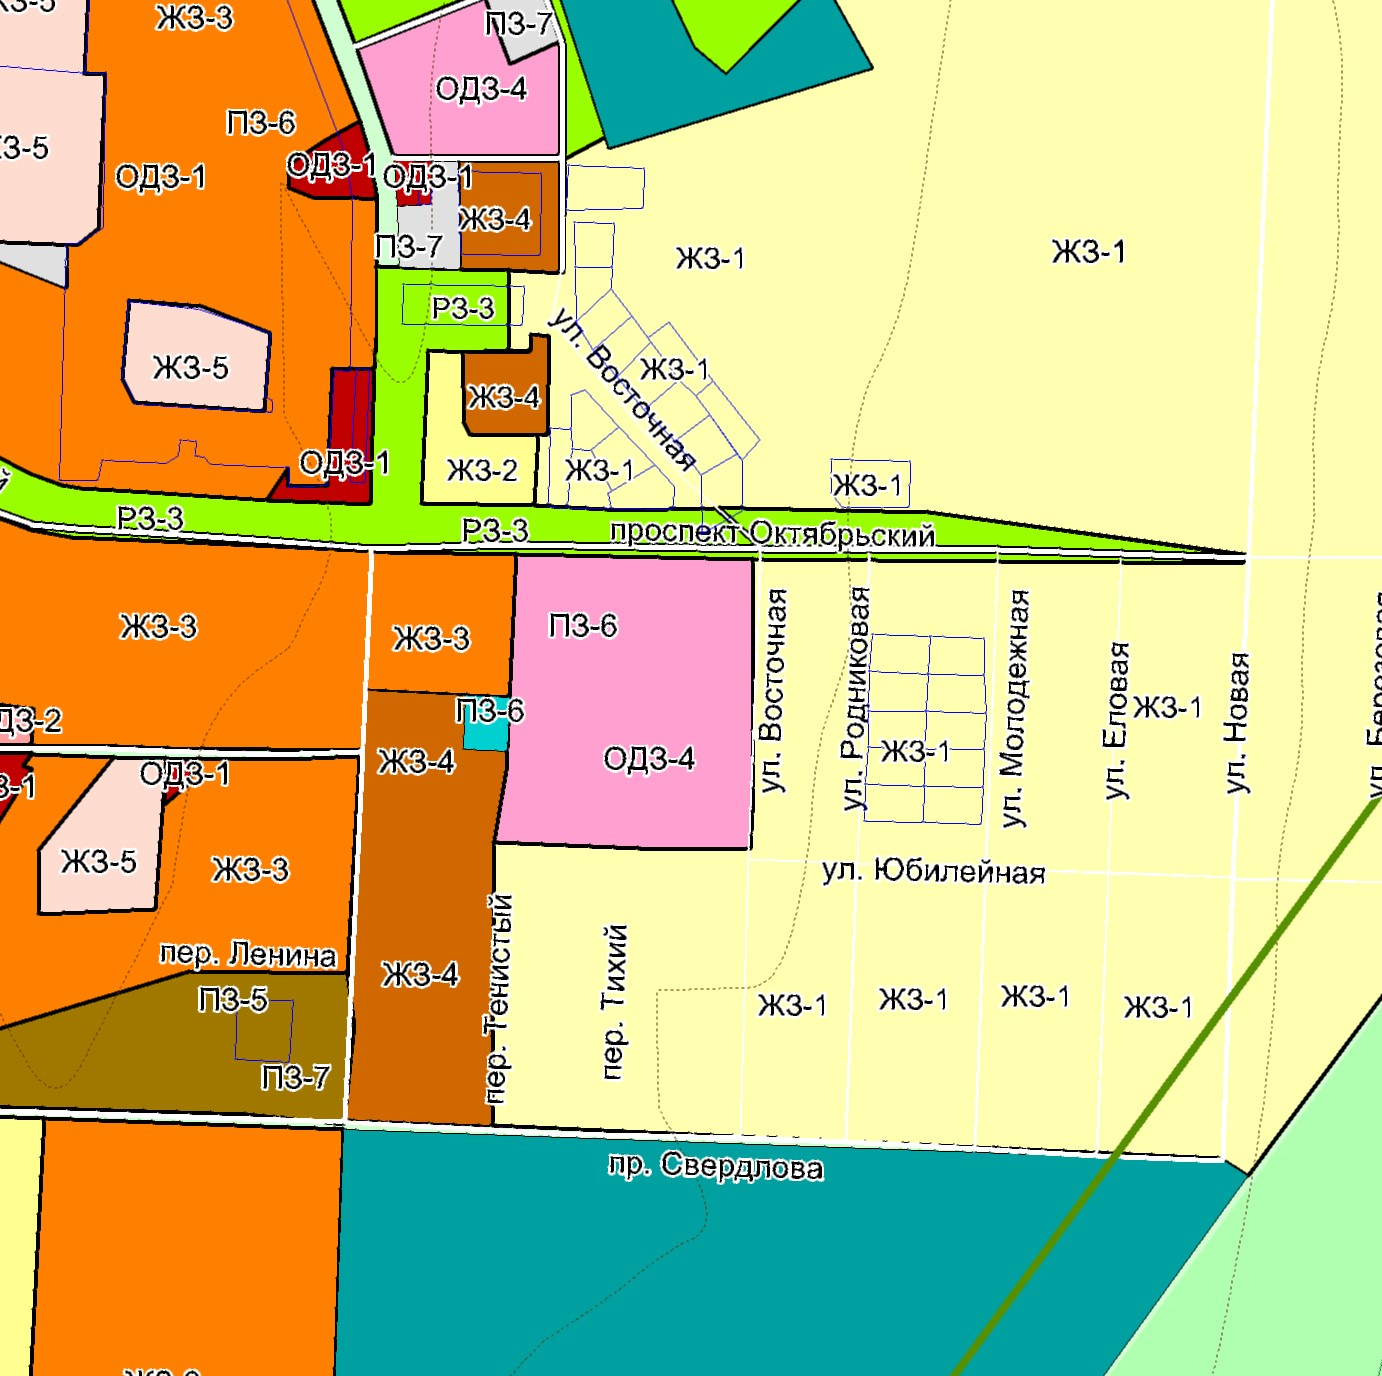 ЖЗ-3
ПЗ-7
ОДЗ-4
ПЗ-6
З-5
ОДЗ-1
ОДЗ-1
ОДЗ-1
ЖЗ-4
ПЗ-7
ЖЗ-1
ЖЗ-1
РЗ-3
ул. Восточная
ЖЗ-5
ЖЗ-1
ЖЗ-4
ОДЗ-1
ЖЗ-2
ЖЗ-1
ЖЗ-1
РЗ-3
РЗ-3
проспект Октябрьский
ЖЗ-3
ЖЗ-3
ПЗ-6
ул. Восточная
ул. Родниковая
ул. Молодежная
ул. Еловая
ул. Новая
ПЗ-6
ЖЗ-1
ДЗ-2
ЖЗ-4
ОДЗ-4
ЖЗ-1
ОДЗ-1
З-1
ЖЗ-5
ЖЗ-3
ул. Юбилейная
пер. Ленина
ЖЗ-4
пер. Тенистый
пер. Тихий
ПЗ-5
ЖЗ-1
ЖЗ-1
ЖЗ-1
ЖЗ-1
ПЗ-7
пр. Свердлова